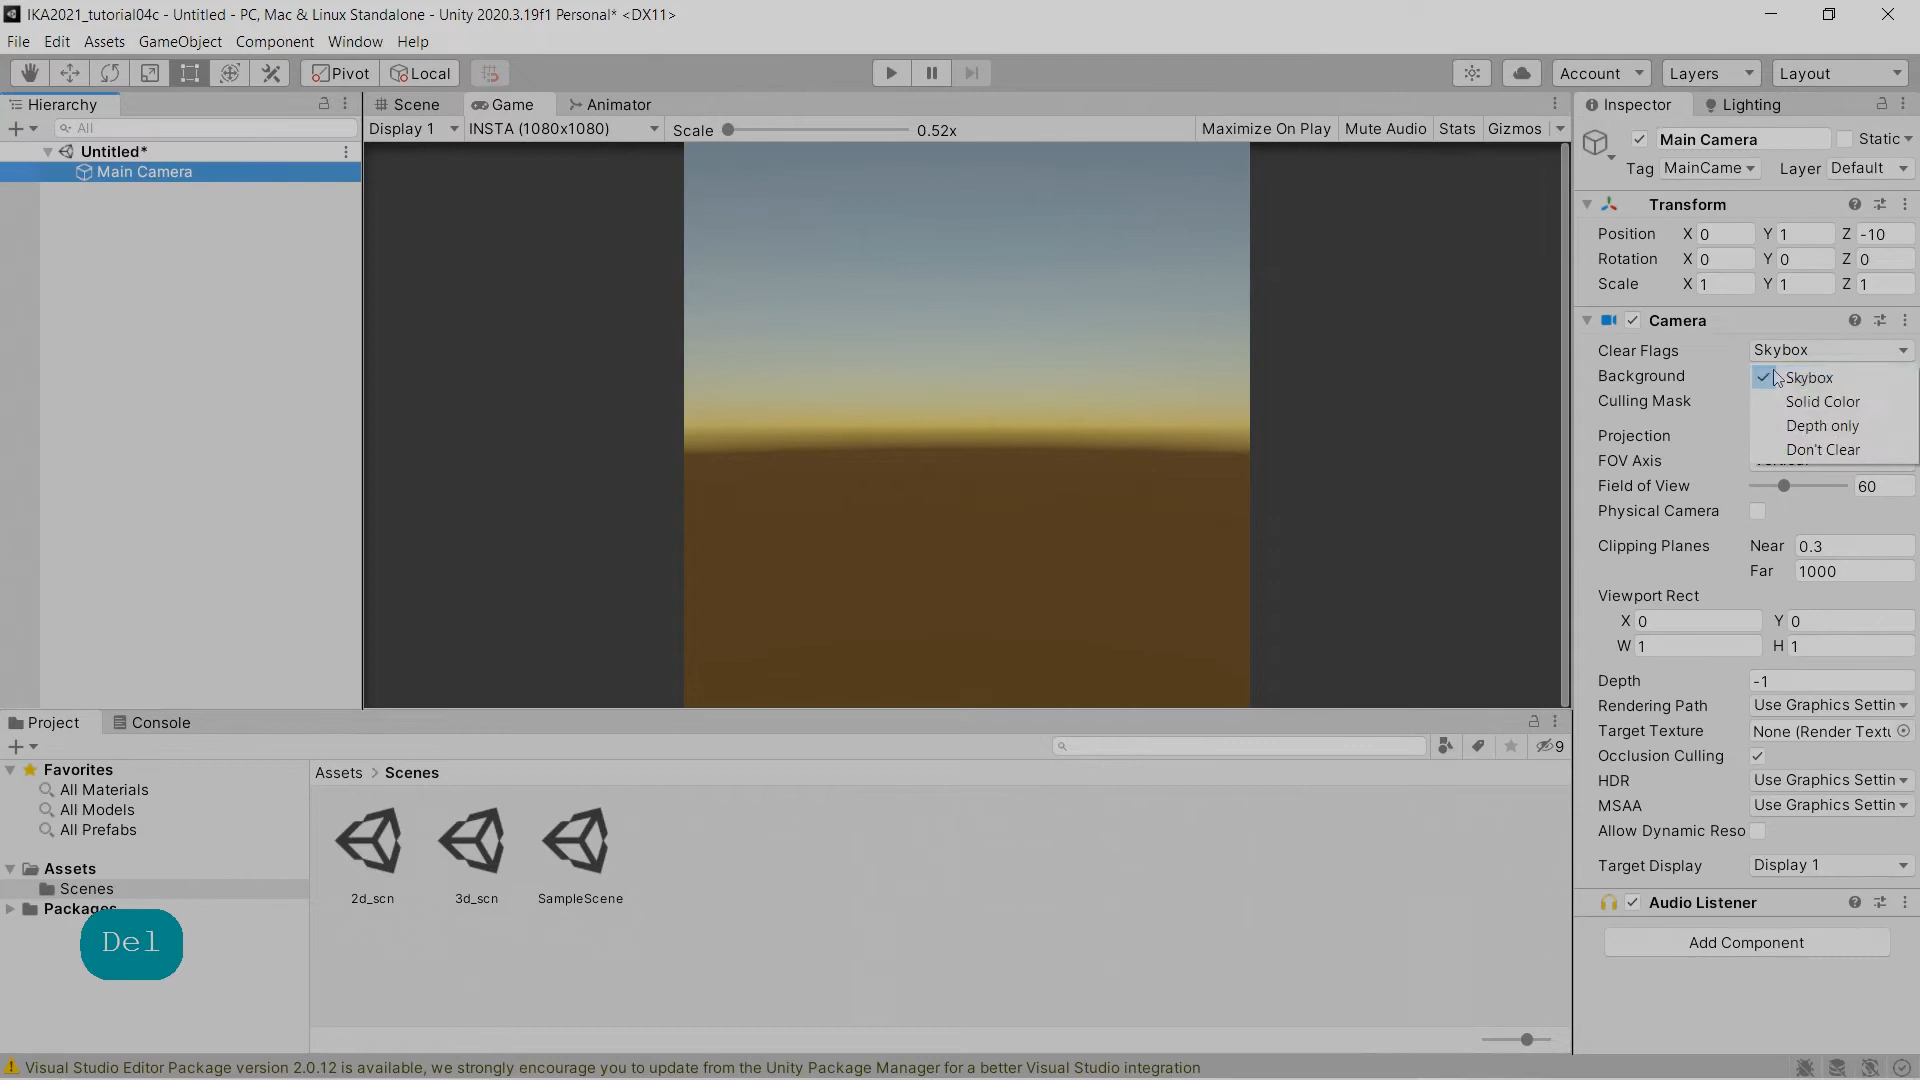 IKA2021_tutorial04c - Untitled - PC, Mac & Linux Standalone - Unity 2020.3.19f1 Personal* <DX11>
File Edit Assets GameObject Component Window Help
Pivot Local Account Layers Layout
Hierarchy Scene Game Animator Inspector Lighting
All Display 1 INSTA (1080x1080) Scale 0.52x Maximize On Play Mute Audio Stats Gizmos
Untitled*
Main Camera
Main Camera Static
Tag MainCame Layer Default
Transform
Position X 0 Y 1 Z -10
Rotation X 0 Y 0 Z 0
Scale X 1 Y 1 Z 1
Camera
Clear Flags Skybox
Background Skybox
Culling Mask Solid Color
Depth only
Projection Don't Clear
FOV Axis
Field of View 60
Physical Camera
Clipping Planes Near 0.3
Far 1000
Viewport Rect
X 0 Y 0
W 1 H 1
Depth -1
Rendering Path Use Graphics Settin
Target Texture None (Render Textu
Occlusion Culling
HDR Use Graphics Settin
MSAA Use Graphics Settin
Allow Dynamic Reso
Target Display Display 1
Audio Listener
Add Component
Project Console
9
Favorites
All Materials
All Models
All Prefabs
Assets
Scenes
Packages
Del
Assets > Scenes
2d_scn 3d_scn SampleScene
Visual Studio Editor Package version 2.0.12 is available, we strongly encourage you to update from the Unity Package Manager for a better Visual Studio integration